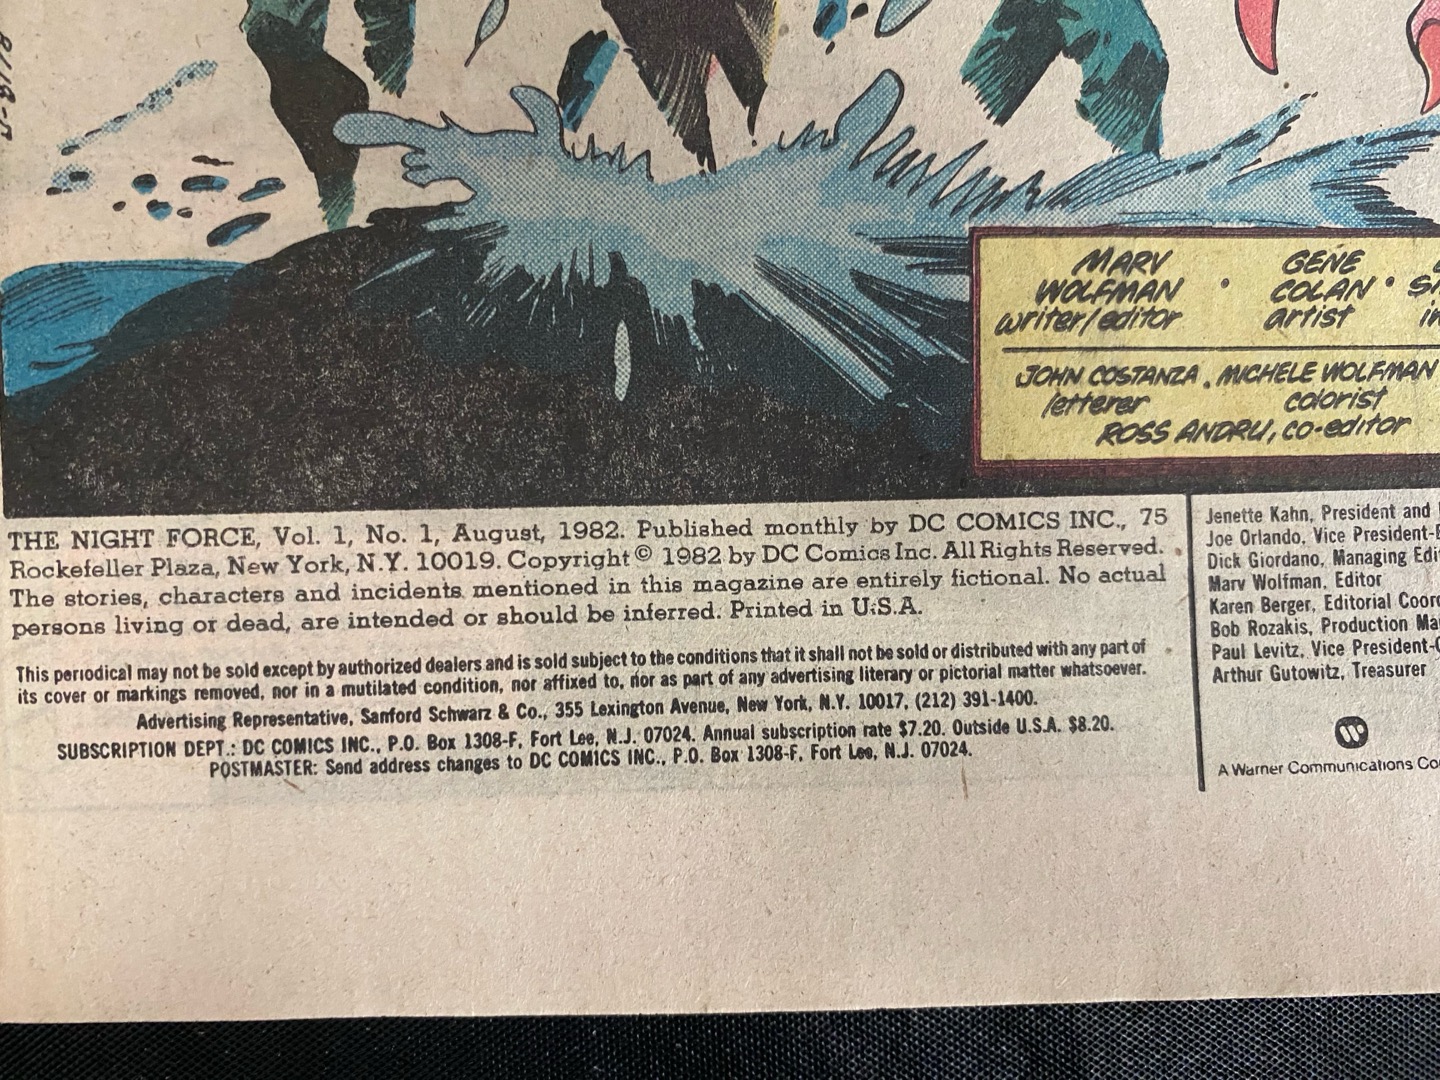 MARV
WOLFMAN
writer/editor
GENE
COLAN
artist
JOHN COSTANZA • MICHELE WOLFMAN
letterer colorist
ROSS ANDRU, co-editor
THE NIGHT FORCE, Vol. 1, No. 1, August, 1982. Published monthly by DC COMICS INC., 75
Rockefeller Plaza, New York, N.Y. 10019. Copyright © 1982 by DC Comics Inc. All Rights Reserved.
The stories, characters and incidents mentioned in this magazine are entirely fictional. No actual
persons living or dead, are intended or should be inferred. Printed in U.S.A.
This periodical may not be sold except by authorized dealers and is sold subject to the conditions that it shall not be sold or distributed with any part of
its cover or markings removed, nor in a mutilated condition, nor affixed to, nor as part of any advertising literary or pictorial matter whatsoever.
Advertising Representative, Sanford Schwarz & Co., 355 Lexington Avenue, New York, N.Y. 10017, (212) 391-1400.
SUBSCRIPTION DEPT.: DC COMICS INC., P.O. Box 1308-F, Fort Lee, N.J. 07024. Annual subscription rate $7.20. Outside U.S.A. $8.20.
POSTMASTER: Send address changes to DC COMICS INC., P.O. Box 1308-F, Fort Lee, N.J. 07024.
Jenette Kahn, President and
Joe Orlando, Vice President-
Dick Giordano, Managing
Marv Wolfman, Editor
Karen Berger, Editorial
Bob Rozakis, Production
Paul Levitz, Vice President-
Arthur Gutowitz, Treasurer
A Warner Communications